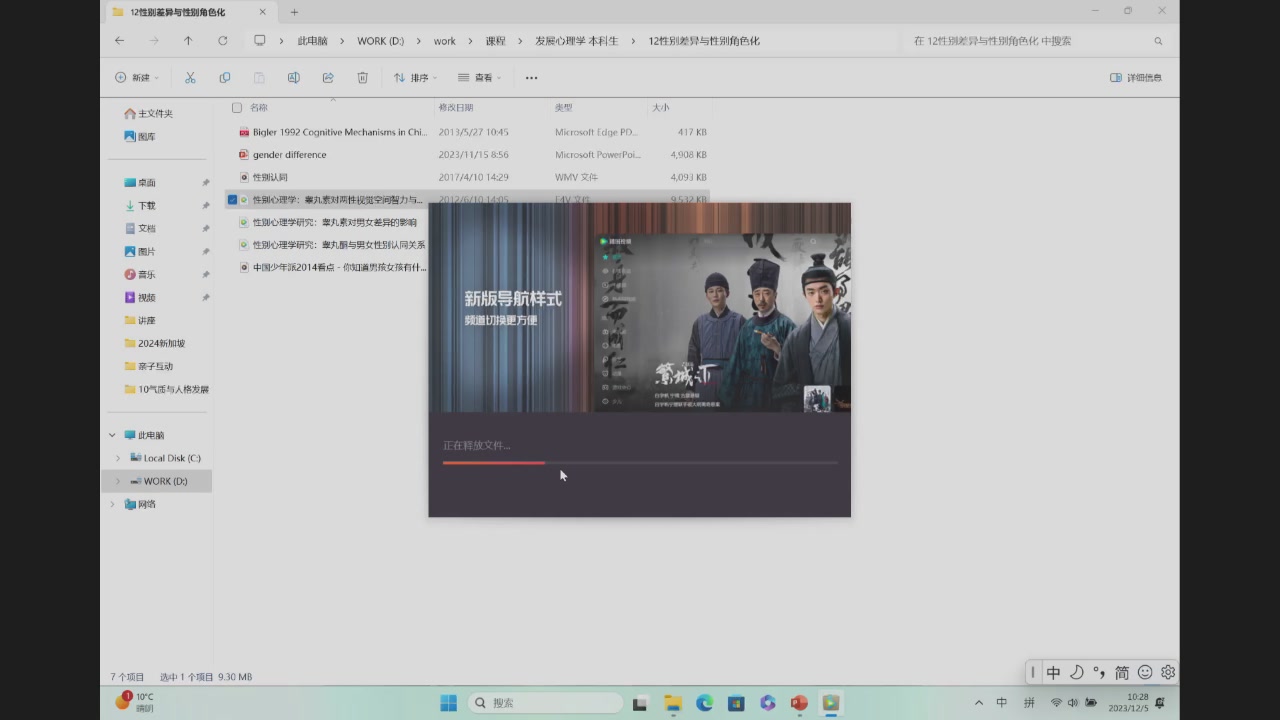 12性别差异与性别角色化
此电脑 > WORK (D:) > work > 课程 > 发展心理学 本科生 > 12性别差异与性别角色化
在 12性别差异与性别角色化 中搜索
新建
排序
查看
详细信息
主文件夹
图库
桌面
下载
文档
图片
音乐
视频
讲座
2024新加坡
亲子互动
10气质与人格发展
此电脑
Local Disk (C:)
WORK (D:)
网络
名称 修改日期 类型 大小
Bigler 1992 Cognitive Mechanisms in Chi... 2013/5/27 10:45 Microsoft Edge PD... 417 KB
gender difference 2023/11/15 8:56 Microsoft PowerPoi... 4,908 KB
性别认同 2017/4/10 14:29 WMV 文件 4,093 KB
性别心理学：睾丸素对两性视觉空间智力与... 2012/6/10 14:05 F4V 文件 9,532 KB
性别心理学研究：睾丸素对男女差异的影响
性别心理学研究：睾丸酮与男女性别认同关系
中国少年派2014看点 - 你知道男孩女孩有什...
新版导航样式
频道切换更方便
繁城之下
正在释放文件...
7 个项目 选中 1 个项目 9.30 MB
中 简
1
10°C
晴朗
搜索
中 拼
10:28
2023/12/5